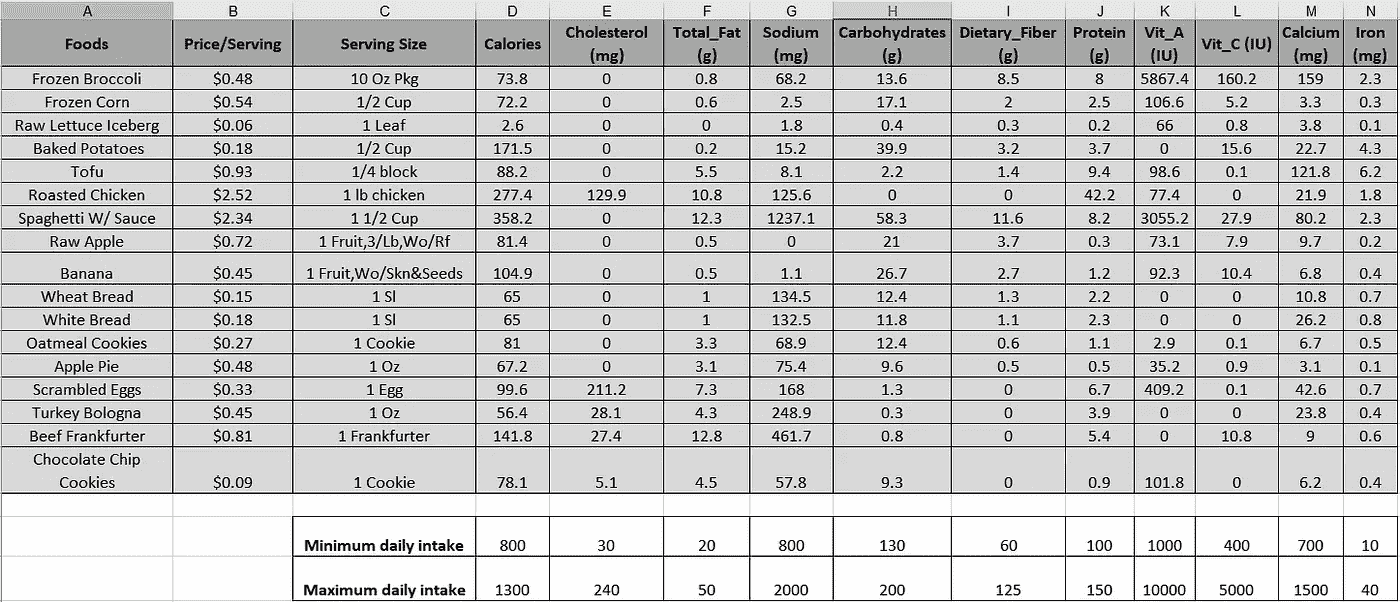 A B C D E F G H I J K L M N
Foods Price/Serving Serving Size Calories Cholesterol (mg) Total_Fat (g) Sodium (mg) Carbohydrates (g) Dietary_Fiber (g) Protein (g) Vit_A (IU) Vit_C (IU) Calcium (mg) Iron (mg)
Frozen Broccoli $0.48 10 Oz Pkg 73.8 0 0.8 68.2 13.6 8.5 8 5867.4 160.2 159 2.3
Frozen Corn $0.54 1/2 Cup 72.2 0 0.6 2.5 17.1 2 2.5 106.6 5.2 3.3 0.3
Raw Lettuce Iceberg $0.06 1 Leaf 2.6 0 0 1.8 0.4 0.3 0.2 66 0.8 3.8 0.1
Baked Potatoes $0.18 1/2 Cup 171.5 0 0.2 15.2 39.9 3.2 3.7 0 15.6 22.7 4.3
Tofu $0.93 1/4 block 88.2 0 5.5 8.1 2.2 1.4 9.4 98.6 0.1 121.8 6.2
Roasted Chicken $2.52 1 lb chicken 277.4 129.9 10.8 125.6 0 0 42.2 77.4 0 21.9 1.8
Spaghetti W/ Sauce $2.34 1 1/2 Cup 358.2 0 12.3 1237.1 58.3 11.6 8.2 3055.2 27.9 80.2 2.3
Raw Apple $0.72 1 Fruit,3/Lb,Wo/Rf 81.4 0 0.5 0 21 3.7 0.3 73.1 7.9 9.7 0.2
Banana $0.45 1 Fruit,Wo/Skn&Seeds 104.9 0 0.5 1.1 26.7 2.7 1.2 92.3 10.4 6.8 0.4
Wheat Bread $0.15 1 Sl 65 0 1 134.5 12.4 1.3 2.2 0 0 10.8 0.7
White Bread $0.18 1 Sl 65 0 1 132.5 11.8 1.1 2.3 0 0 26.2 0.8
Oatmeal Cookies $0.27 1 Cookie 81 0 3.3 68.9 12.4 0.6 1.1 2.9 0.1 6.7 0.5
Apple Pie $0.48 1 Oz 67.2 0 3.1 75.4 9.6 0.5 0.5 35.2 0.9 3.1 0.1
Scrambled Eggs $0.33 1 Egg 99.6 211.2 7.3 168 1.3 0 6.7 409.2 0.1 42.6 0.7
Turkey Bologna $0.45 1 Oz 56.4 28.1 4.3 248.9 0.3 0 3.9 0 0 23.8 0.4
Beef Frankfurter $0.81 1 Frankfurter 141.8 27.4 12.8 461.7 0.8 0 5.4 0 10.8 9 0.6
Chocolate Chip
Cookies $0.09 1 Cookie 78.1 5.1 4.5 57.8 9.3 0 0.9 101.8 0 6.2 0.4
Minimum daily intake 800 30 20 800 130 60 100 1000 400 700 10
Maximum daily intake 1300 240 50 2000 200 125 150 10000 5000 1500 40